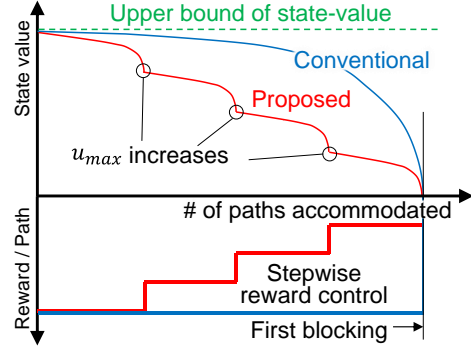 Upper bound of state-value
State value
Conventional
Proposed
u_max increases
# of paths accommodated
Reward / Path
Stepwise
reward control
First blocking